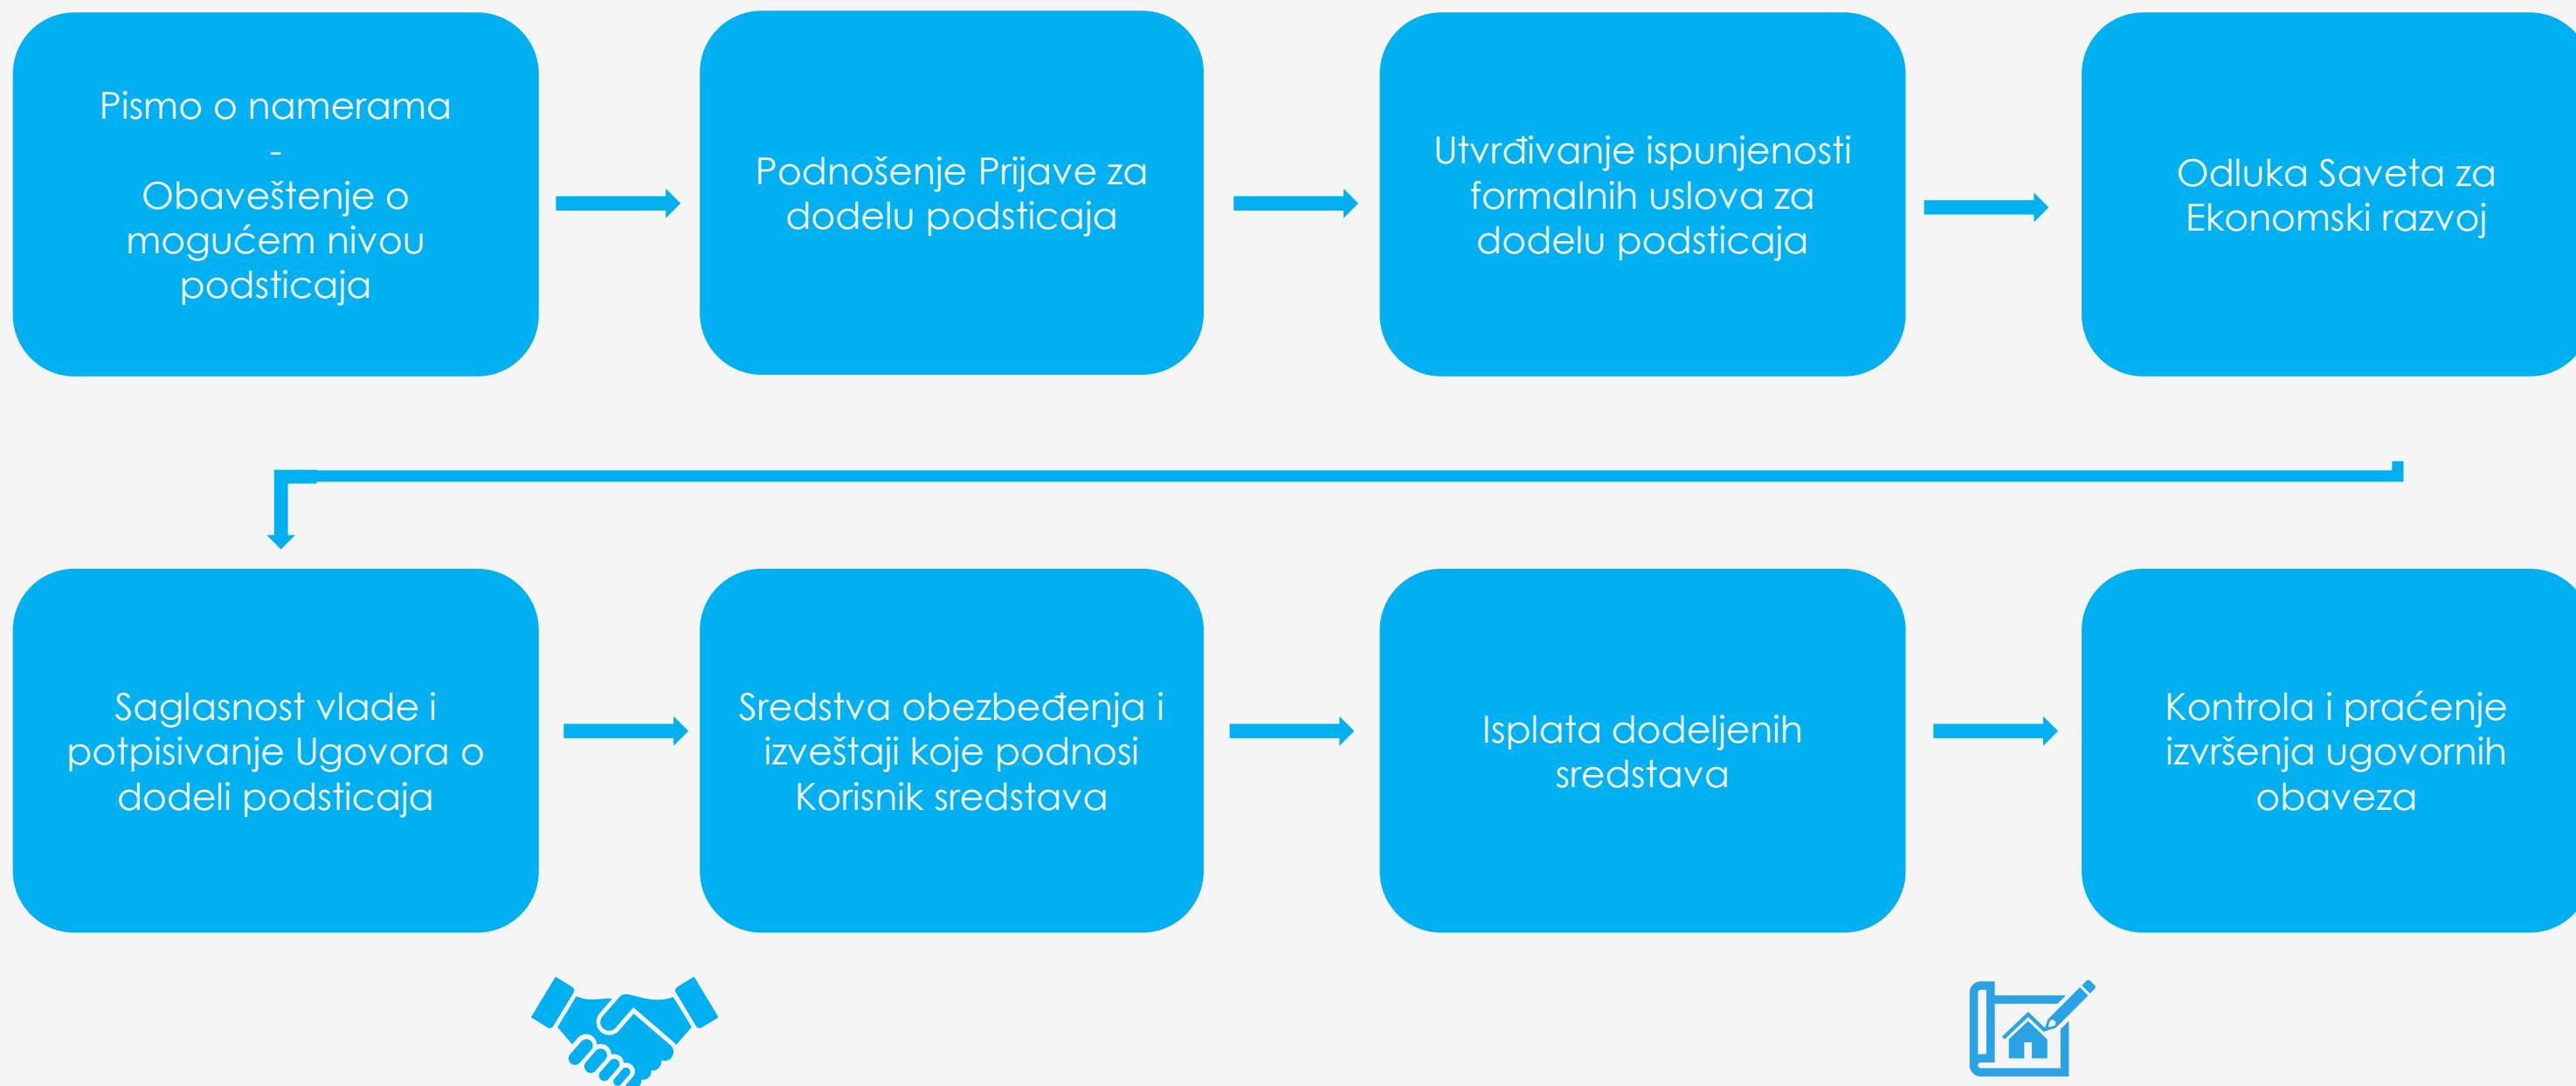 Pismo o namerama
-
Obaveštenje o
mogućem nivou
podsticaja
Podnošenje Prijave za
dodelu podsticaja
Utvrđivanje ispunjenosti
formalnih uslova za
dodelu podsticaja
Odluka Saveta za
Ekonomski razvoj
Saglasnost vlade i
potpisivanje Ugovora o
dodeli podsticaja
Sredstva obezbeđenja i
izveštaji koje podnosi
Korisnik sredstava
Isplata dodeljenih
sredstava
Kontrola i praćenje
izvršenja ugovornih
obaveza